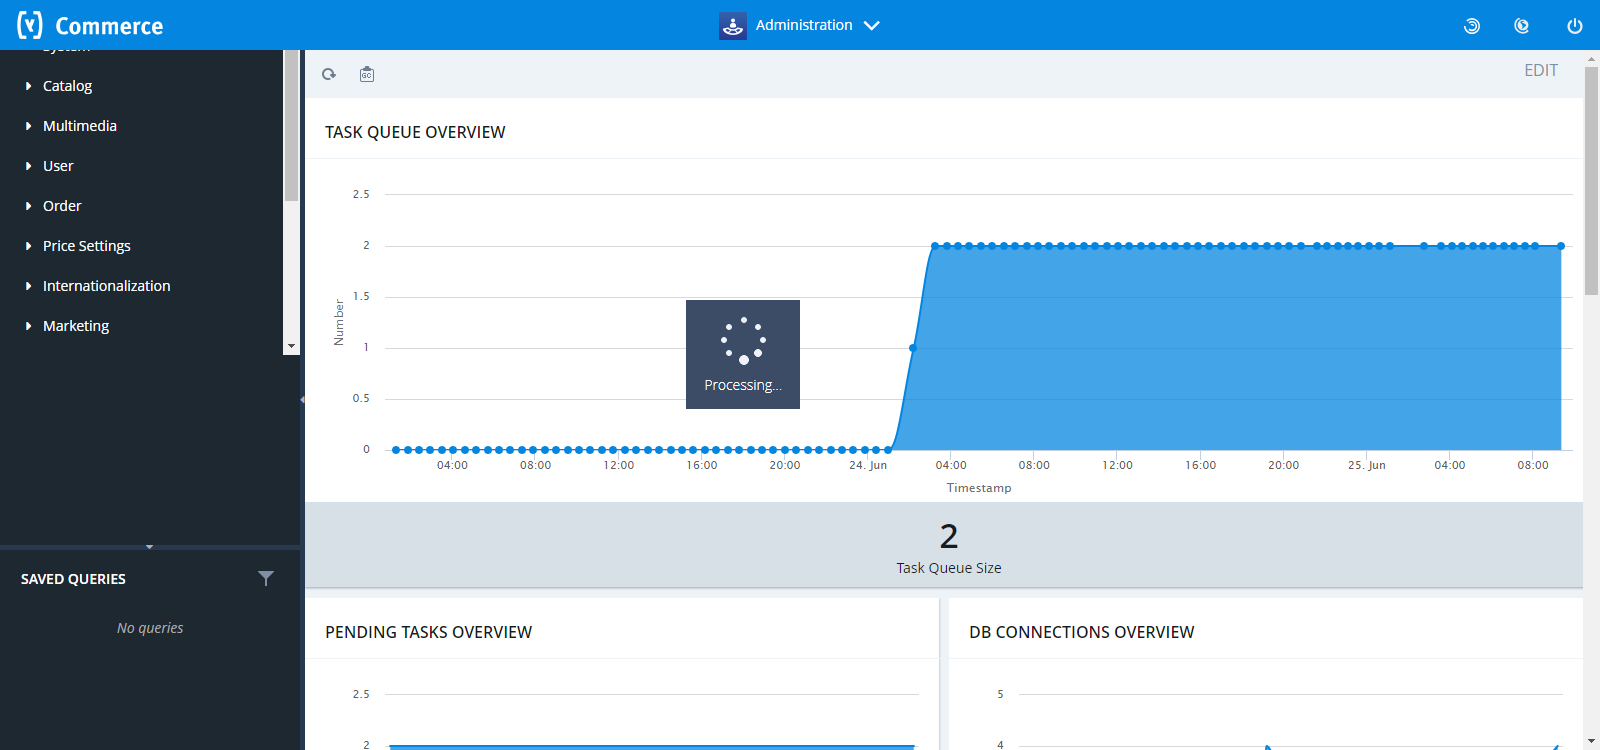 Commerce
Administration
System
Catalog
Multimedia
User
Order
Price Settings
Internationalization
Marketing
SAVED QUERIES
No queries
GC
EDIT
TASK QUEUE OVERVIEW
2.5
2
1.5
1
0.5
0
Number
04:00 08:00 12:00 16:00 20:00 24. Jun 04:00 08:00 12:00 16:00 20:00 25. Jun 04:00 08:00
Timestamp
Processing...
2
Task Queue Size
PENDING TASKS OVERVIEW
2.5
2
DB CONNECTIONS OVERVIEW
5
4